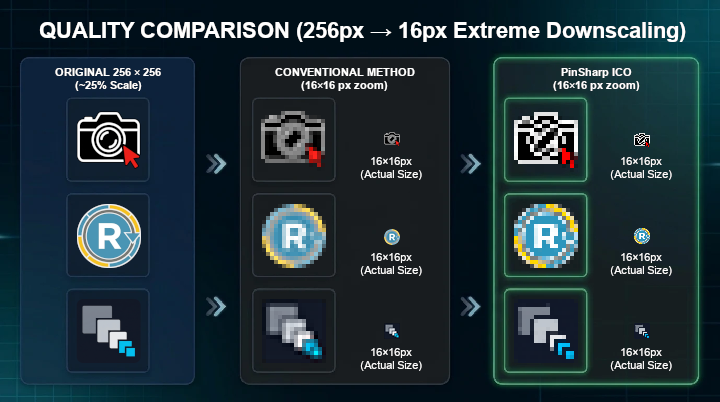 QUALITY COMPARISON (256px → 16px Extreme Downscaling)
ORIGINAL 256 × 256
(~25% Scale)
R
CONVENTIONAL METHOD
(16×16 px zoom)
16×16px
(Actual Size)
R
16×16px
(Actual Size)
16×16px
(Actual Size)
PinSharp ICO
(16×16 px zoom)
16×16px
(Actual Size)
R
16×16px
(Actual Size)
16×16px
(Actual Size)